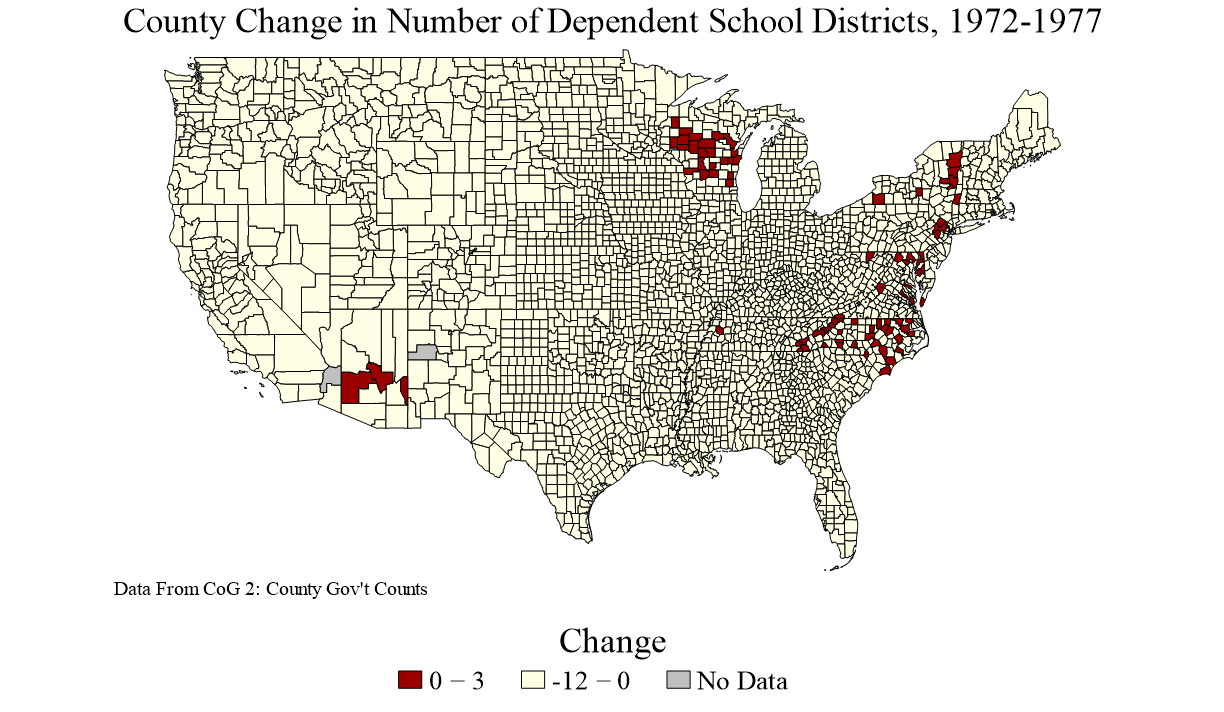 County Change in Number of Dependent School Districts, 1972-1977
Data From CoG 2: County Gov't Counts
Change
0 − 3
-12 − 0
No Data